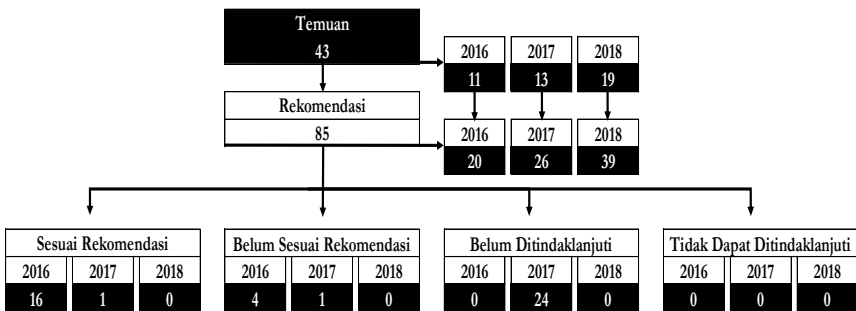 Temuan
43
2016 2017 2018
11 13 19
Rekomendasi
85
2016 2017 2018
20 26 39
Sesuai Rekomendasi
2016 2017 2018
16 1 0
Belum Sesuai Rekomendasi
2016 2017 2018
4 1 0
Belum Ditindaklanjuti
2016 2017 2018
0 24 0
Tidak Dapat Ditindaklanjuti
2016 2017 2018
0 0 0